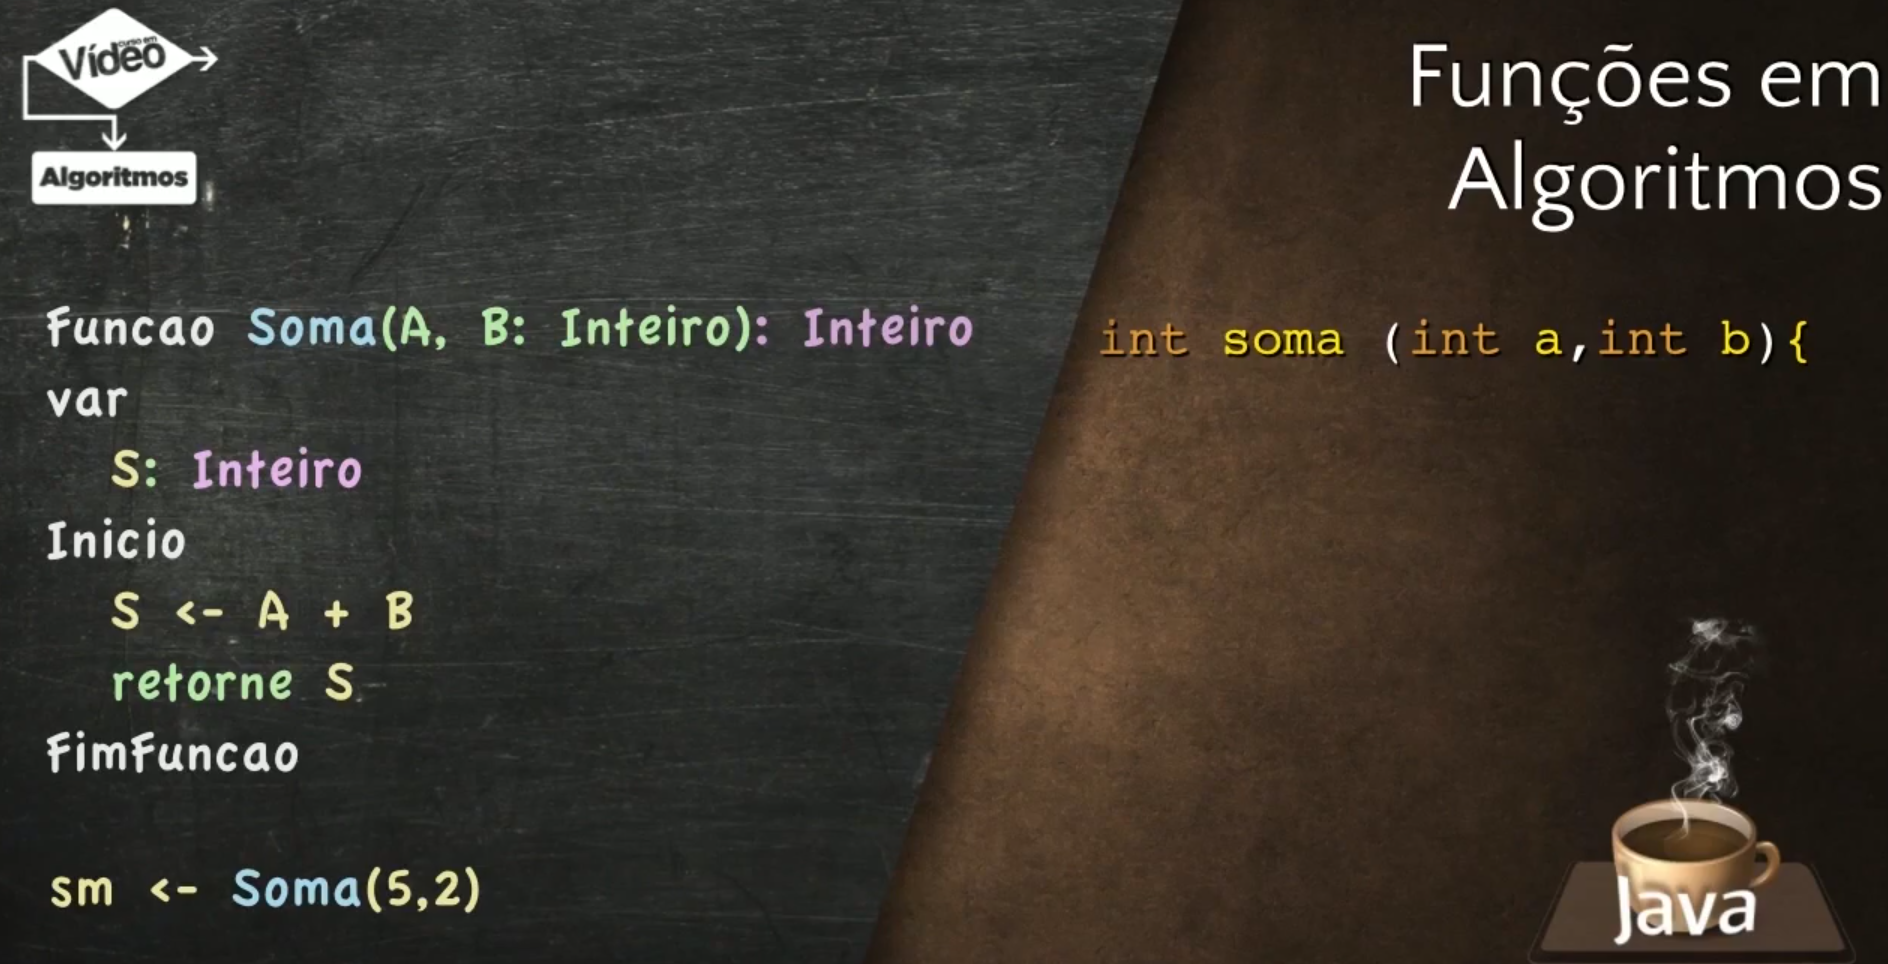 curso em
Vídeo
Algoritmos
Funções em
Algoritmos
Funcao Soma(A, B: Inteiro): Inteiro
var
S: Inteiro
Inicio
S <- A + B
retorne S
FimFuncao
sm <- Soma(5,2)
int soma (int a,int b){
Java